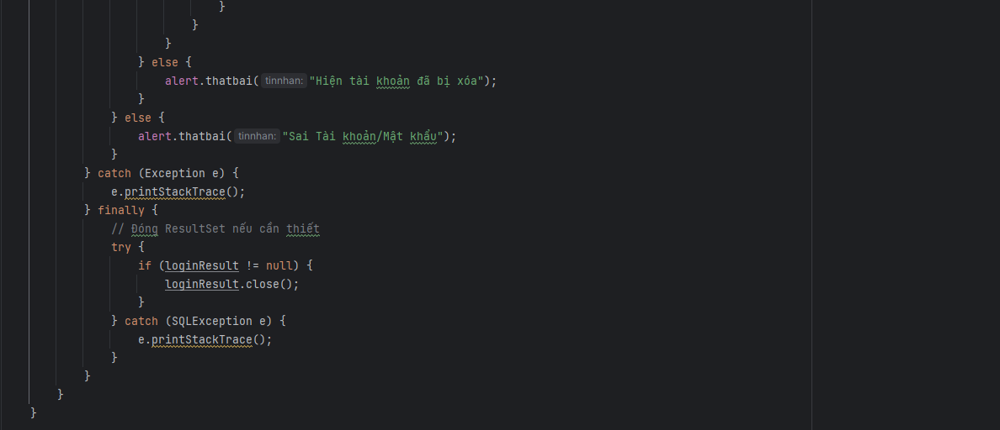 }
}
}
} else {
alert.thatbai( tinnhan: "Hiện tài khoản đã bị xóa");
}
} else {
alert.thatbai( tinnhan: "Sai Tài khoản/Mật khẩu");
}
} catch (Exception e) {
e.printStackTrace();
} finally {
// Đóng ResultSet nếu cần thiết
try {
if (loginResult != null) {
loginResult.close();
}
} catch (SQLException e) {
e.printStackTrace();
}
}
}
}